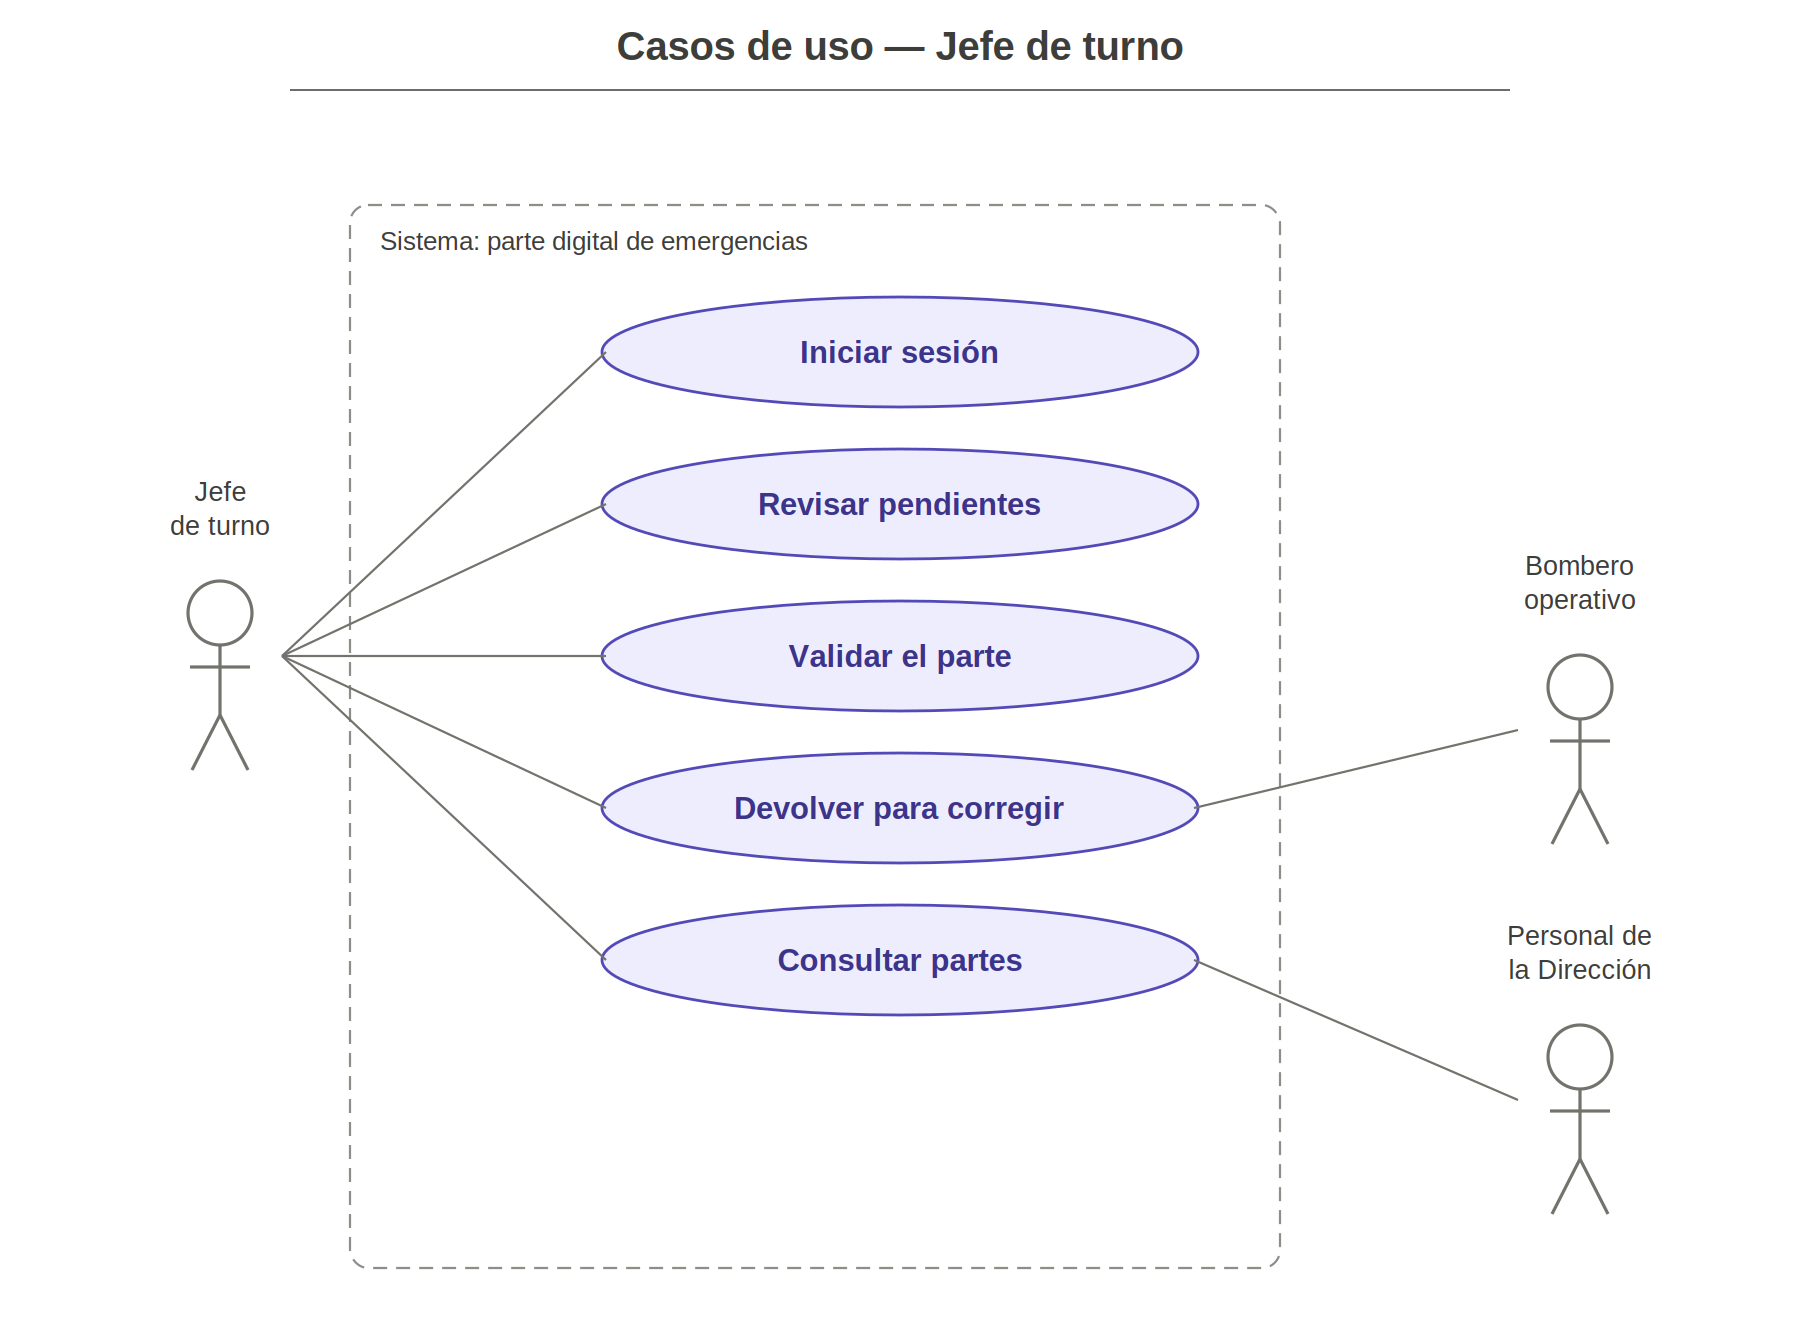 Casos de uso — Jefe de turno
Sistema: parte digital de emergencias
Iniciar sesión
Jefe
de turno
Revisar pendientes
Bombero
operativo
Validar el parte
Devolver para corregir
Personal de
la Dirección
Consultar partes